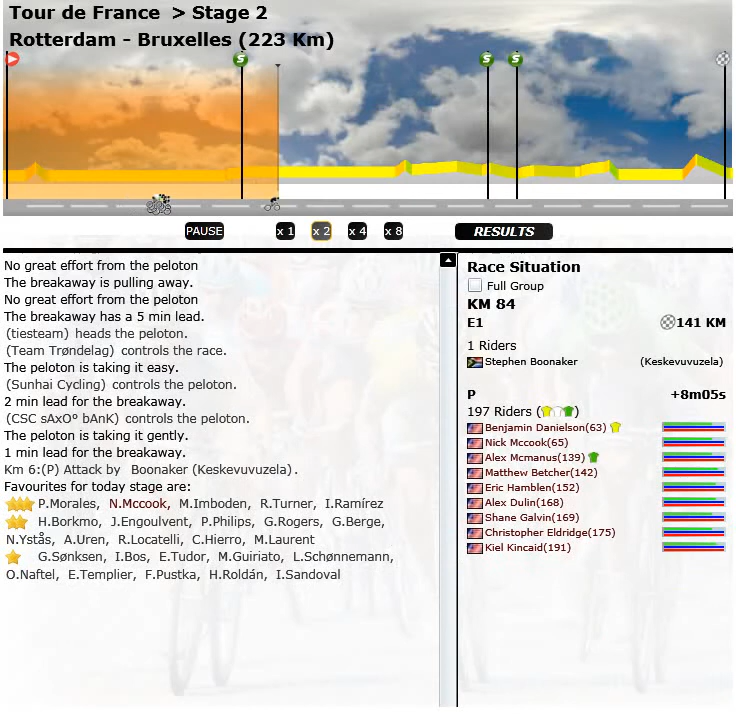 Tour de France > Stage 2
Rotterdam - Bruxelles (223 Km)
S
S
S
PAUSE
x 1
x 2
x 4
x 8
RESULTS
No great effort from the peloton
The breakaway is pulling away.
No great effort from the peloton
The breakaway has a 5 min lead.
(tiesteam) heads the peloton.
(Team Trøndelag) controls the race.
The peloton is taking it easy.
(Sunhai Cycling) controls the peloton.
2 min lead for the breakaway.
(CSC sAxO° bAnK) controls the peloton.
The peloton is taking it gently.
1 min lead for the breakaway.
Km 6:(P) Attack by Boonaker (Keskevuvuzela).
Favourites for today stage are:
P.Morales, N.Mccook, M.Imboden, R.Turner, I.Ramírez
H.Borkmo, J.Engoulvent, P.Philips, G.Rogers, G.Berge,
N.Ystås, A.Uren, R.Locatelli, C.Hierro, M.Laurent
G.Sønksen, I.Bos, E.Tudor, M.Guiriato, L.Schønnemann,
O.Naftel, E.Templier, F.Pustka, H.Roldán, I.Sandoval
Race Situation
Full Group
KM 84
E1 141 KM
1 Riders
Stephen Boonaker (Keskevuvuzela)
P +8m05s
197 Riders ( )
Benjamin Danielson(63)
Nick Mccook(65)
Alex Mcmanus(139)
Matthew Betcher(142)
Eric Hamblen(152)
Alex Dulin(168)
Shane Galvin(169)
Christopher Eldridge(175)
Kiel Kincaid(191)